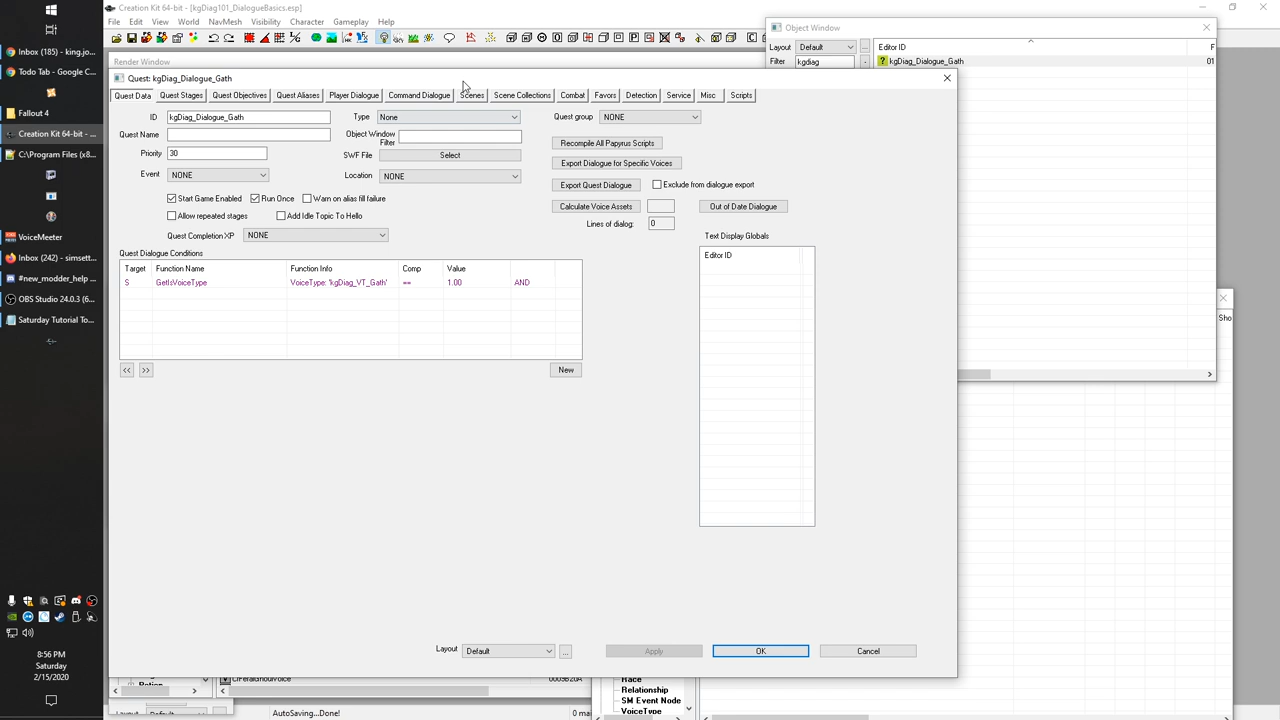 Creation Kit 64-bit - [kgDiag101_DialogueBasics.esp]
File Edit View World NavMesh Visibility Character Gameplay Help
Object Window
Layout Default ...
Filter kgdiag
Editor ID F
kgDiag_Dialogue_Gath 01
Render Window
Quest: kgDiag_Dialogue_Gath
Quest Data Quest Stages Quest Objectives Quest Aliases Player Dialogue Command Dialogue Scenes Scene Collections Combat Favors Detection Service Misc Scripts
ID kgDiag_Dialogue_Gath Type None Quest group NONE
Quest Name Object Window Filter
Priority 30 SWF File Select
Event NONE Location NONE
Recompile All Papyrus Scripts
Export Dialogue for Specific Voices
Export Quest Dialogue Exclude from dialogue export
Calculate Voice Assets Out of Date Dialogue
Lines of dialog: 0
Start Game Enabled Run Once Warn on alias fill failure
Allow repeated stages Add Idle Topic To Hello
Quest Completion XP NONE
Text Display Globals
Editor ID
Quest Dialogue Conditions
Target Function Name Function Info Comp Value
S GetIsVoiceType VoiceType: 'kgDiag_VT_Gath' == 1.00 AND
<< >> New
Layout Default ... Apply OK Cancel
Sho
Race
Relationship
SM Event Node
VoiceType
AutoSaving...Done!
Inbox (185) - king.jo...
Todo Tab - Google C...
Fallout 4
Creation Kit 64-bit - ...
C:\Program Files (x8...
VoiceMeeter
Inbox (242) - simsett...
#new_modder_help ...
OBS Studio 24.0.3 (6...
Saturday Tutorial To...
8:56 PM
Saturday
2/15/2020